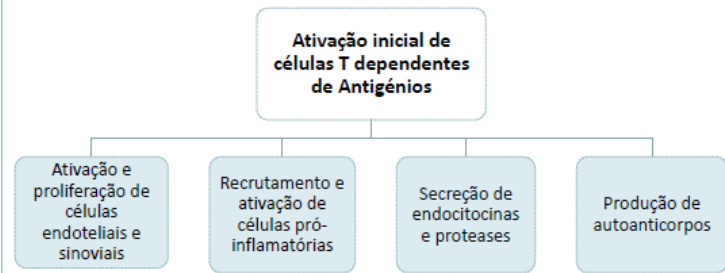 Ativação inicial de
células T dependentes
de Antigénios
Ativação e
proliferação de
células
endoteliais e
sinoviais
Recrutamento e
ativação de
células pró-
inflamatórias
Secreção de
endocitocinas
e proteases
Produção de
autoanticorpos